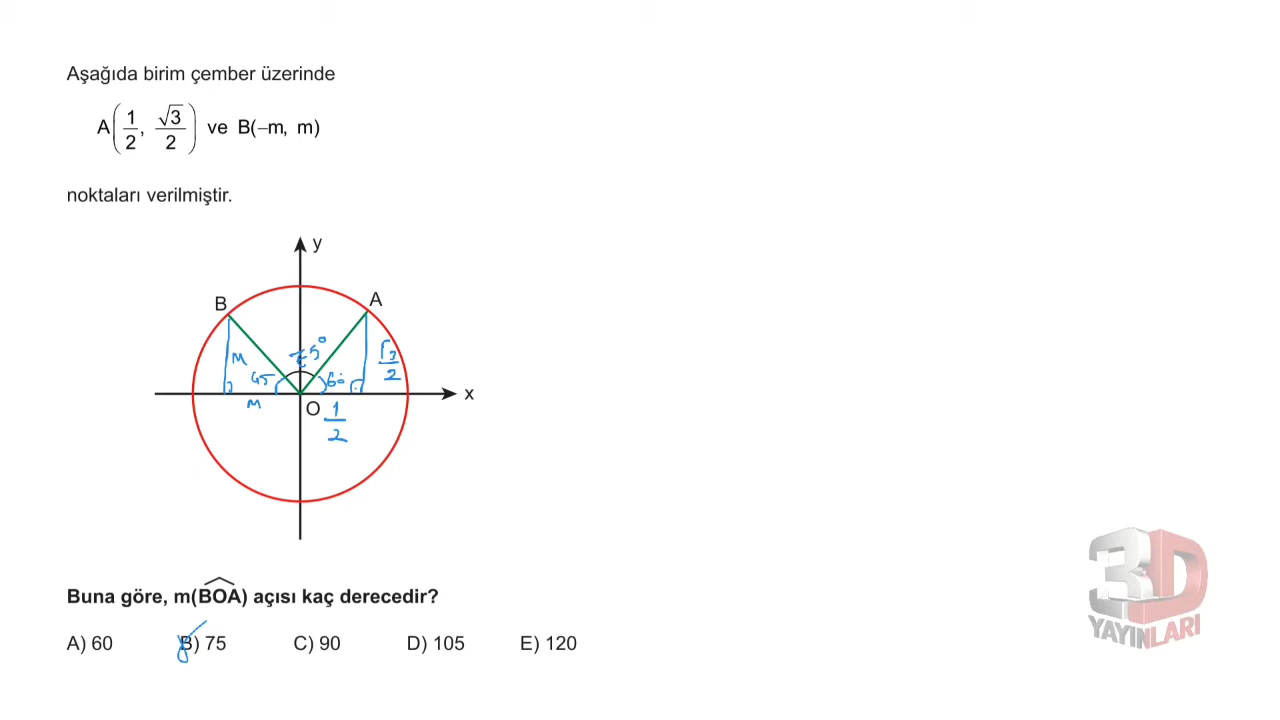 Aşağıda birim çember üzerinde
A(1/2, √3/2) ve B(–m, m)
noktaları verilmiştir.
y
B
A
75°
m
√3/2
45
60
x
m
O
1/2
Buna göre, m(BOA) açısı kaç derecedir?
A) 60 B) 75 C) 90 D) 105 E) 120
3D
YAYINLARI